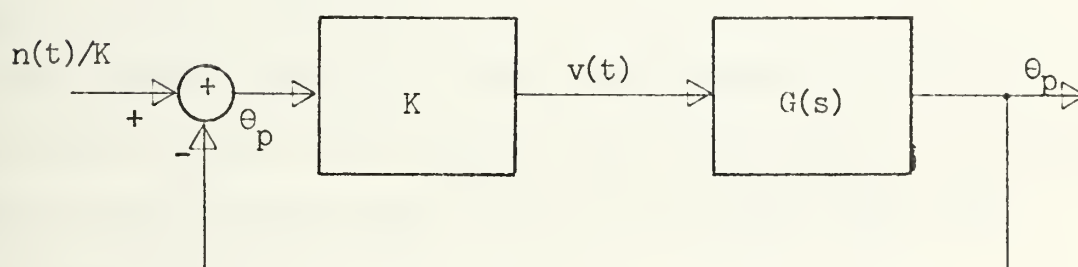 n(t)/K
+
+
-
θp
K
v(t)
G(s)
θp